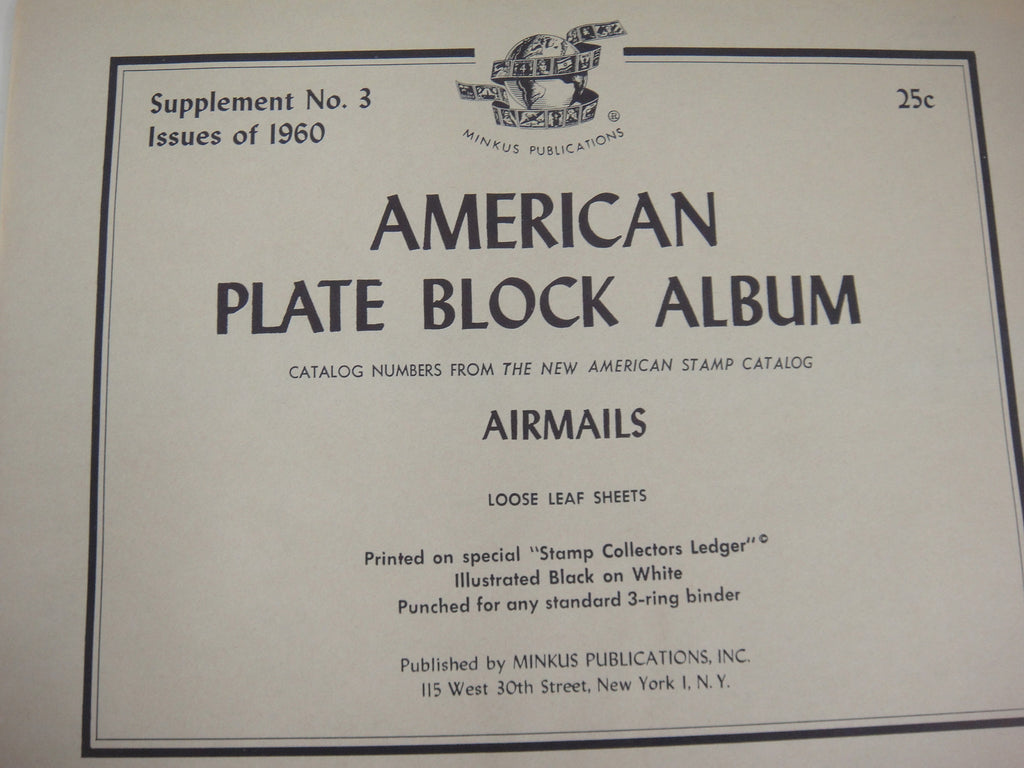 Supplement No. 3
Issues of 1960
25c
®
MINKUS PUBLICATIONS
AMERICAN
PLATE BLOCK ALBUM
CATALOG NUMBERS FROM THE NEW AMERICAN STAMP CATALOG
AIRMAILS
LOOSE LEAF SHEETS
Printed on special "Stamp Collectors Ledger"©
Illustrated Black on White
Punched for any standard 3-ring binder
Published by MINKUS PUBLICATIONS, INC.
115 West 30th Street, New York 1, N. Y.